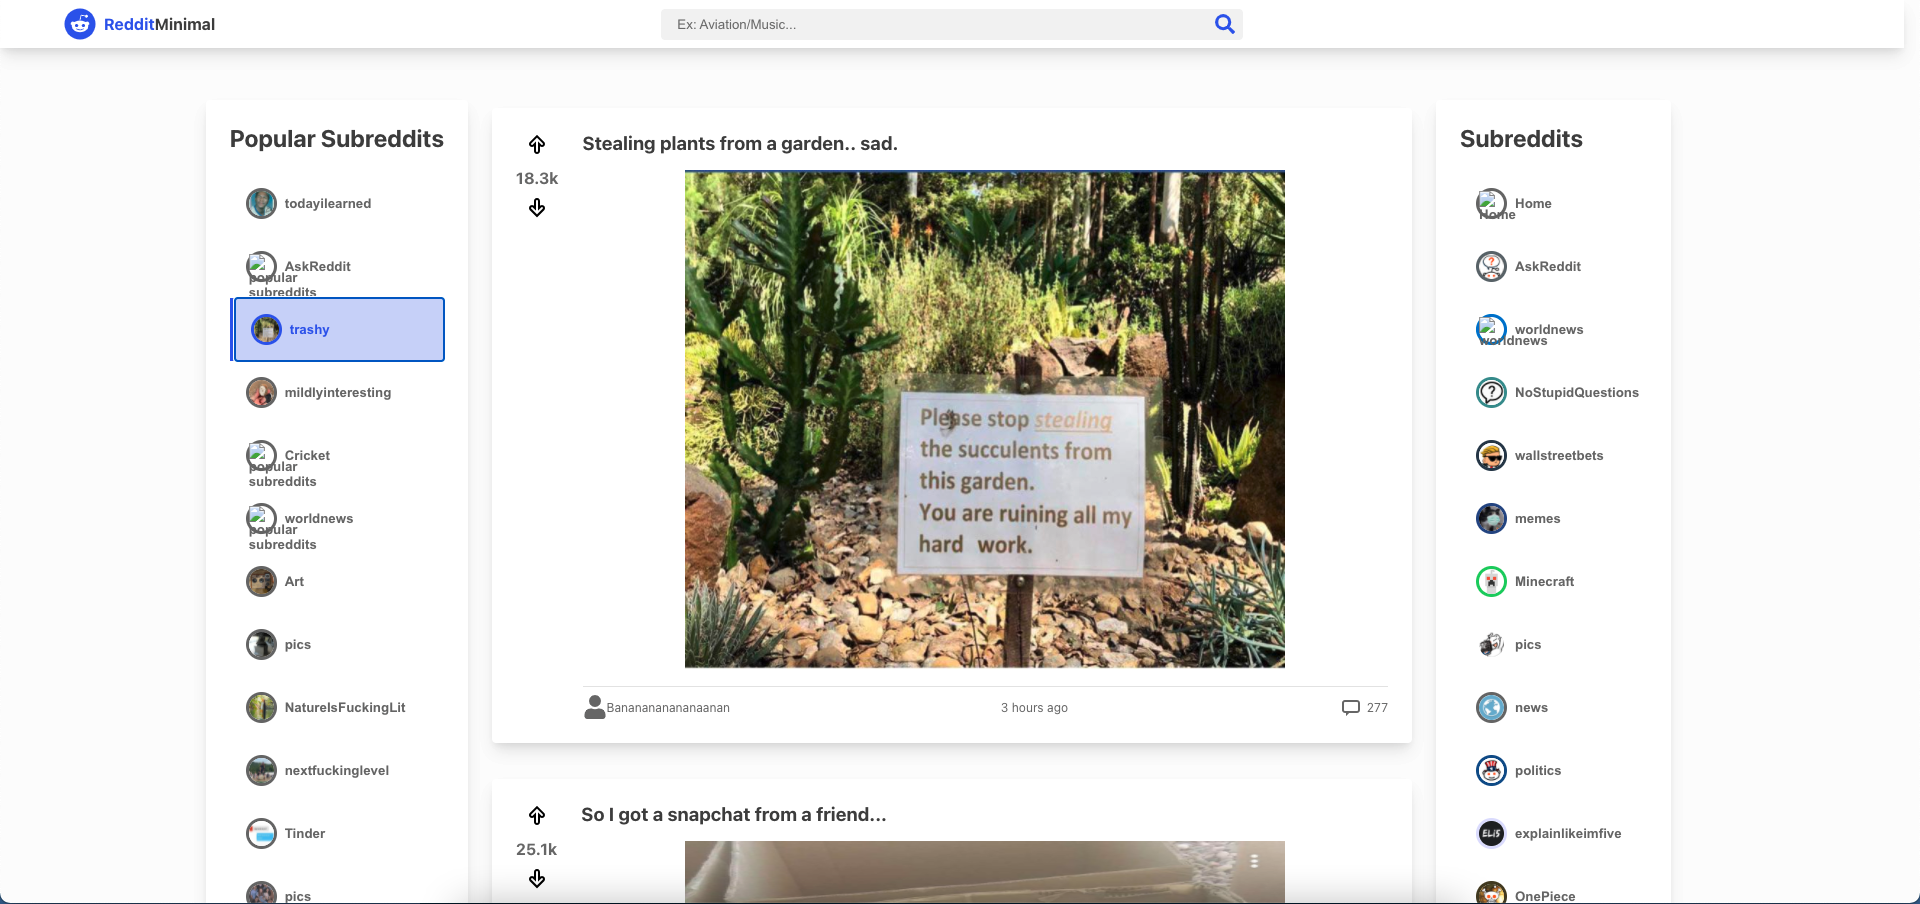 RedditMinimal
Ex: Aviation/Music...
Popular Subreddits
todayilearned
AskReddit
popular
subreddits
trashy
mildlyinteresting
Cricket
popular
subreddits
worldnews
popular
subreddits
Art
pics
NatureIsFuckingLit
nextfuckinglevel
Tinder
pics
Stealing plants from a garden.. sad.
18.3k
Please stop stealing
the succulents from
this garden.
You are ruining all my
hard work.
Bananananananaanan
3 hours ago
277
So I got a snapchat from a friend...
25.1k
Subreddits
Home
Home
AskReddit
worldnews
worldnews
NoStupidQuestions
wallstreetbets
memes
Minecraft
pics
news
politics
ELI5
explainlikeimfive
OnePiece